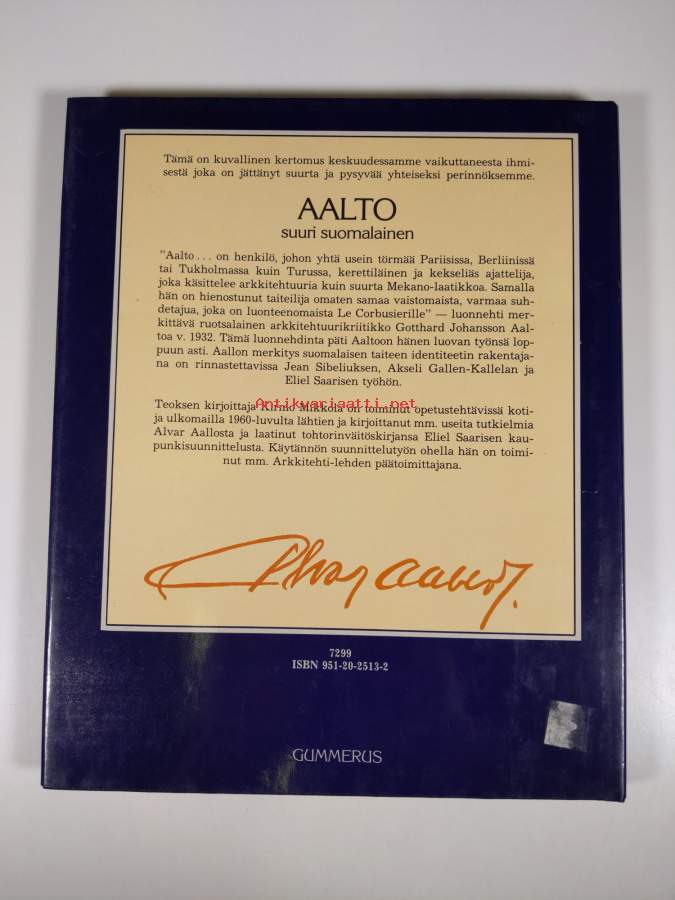 Tämä on kuvallinen kertomus keskuudessamme vaikuttaneesta ihmi-
sestä joka on jättänyt suurta ja pysyvää yhteiseksi perinnöksemme.
AALTO
suuri suomalainen
"Aalto ... on henkilö, johon yhtä usein törmää Pariisissa, Berliinissä
tai Tukholmassa kuin Turussa, kerettiläinen ja kekseliäs ajattelija,
joka käsittelee arkkitehtuuria kuin suurta Mekano-laatikkoa. Samalla
hän on hienostunut taiteilija omaten samaa vaistomaista, varmaa suh-
detajua, joka on luonteenomaista Le Corbusierille" — luonnehti mer-
kittävä ruotsalainen arkkitehtuurikriitikko Gotthard Johansson Aal-
toa v. 1932. Tämä luonnehdinta päti Aaltoon hänen luovan työnsä lop-
puun asti. Aallon merkitys suomalaisen taiteen identiteetin rakentaja-
na on rinnastettavissa Jean Sibeliuksen, Akseli Gallen-Kallelan ja
Eliel Saarisen työhön.
Antikvariaatti.net
Teoksen kirjoittaja Kirmo Mikkola on toiminut opetustehtävissä koti-
ja ulkomailla 1960-luvulta lähtien ja kirjoittanut mm. useita tutkielmia
Alvar Aallosta ja laatinut tohtorinväitöskirjansa Eliel Saarisen kau-
punkisuunnittelusta. Käytännön suunnittelutyön ohella hän on toimi-
nut mm. Arkkitehti-lehden päätoimittajana.
Alvar Aalto
7299
ISBN 951-20-2513-2
GUMMERUS